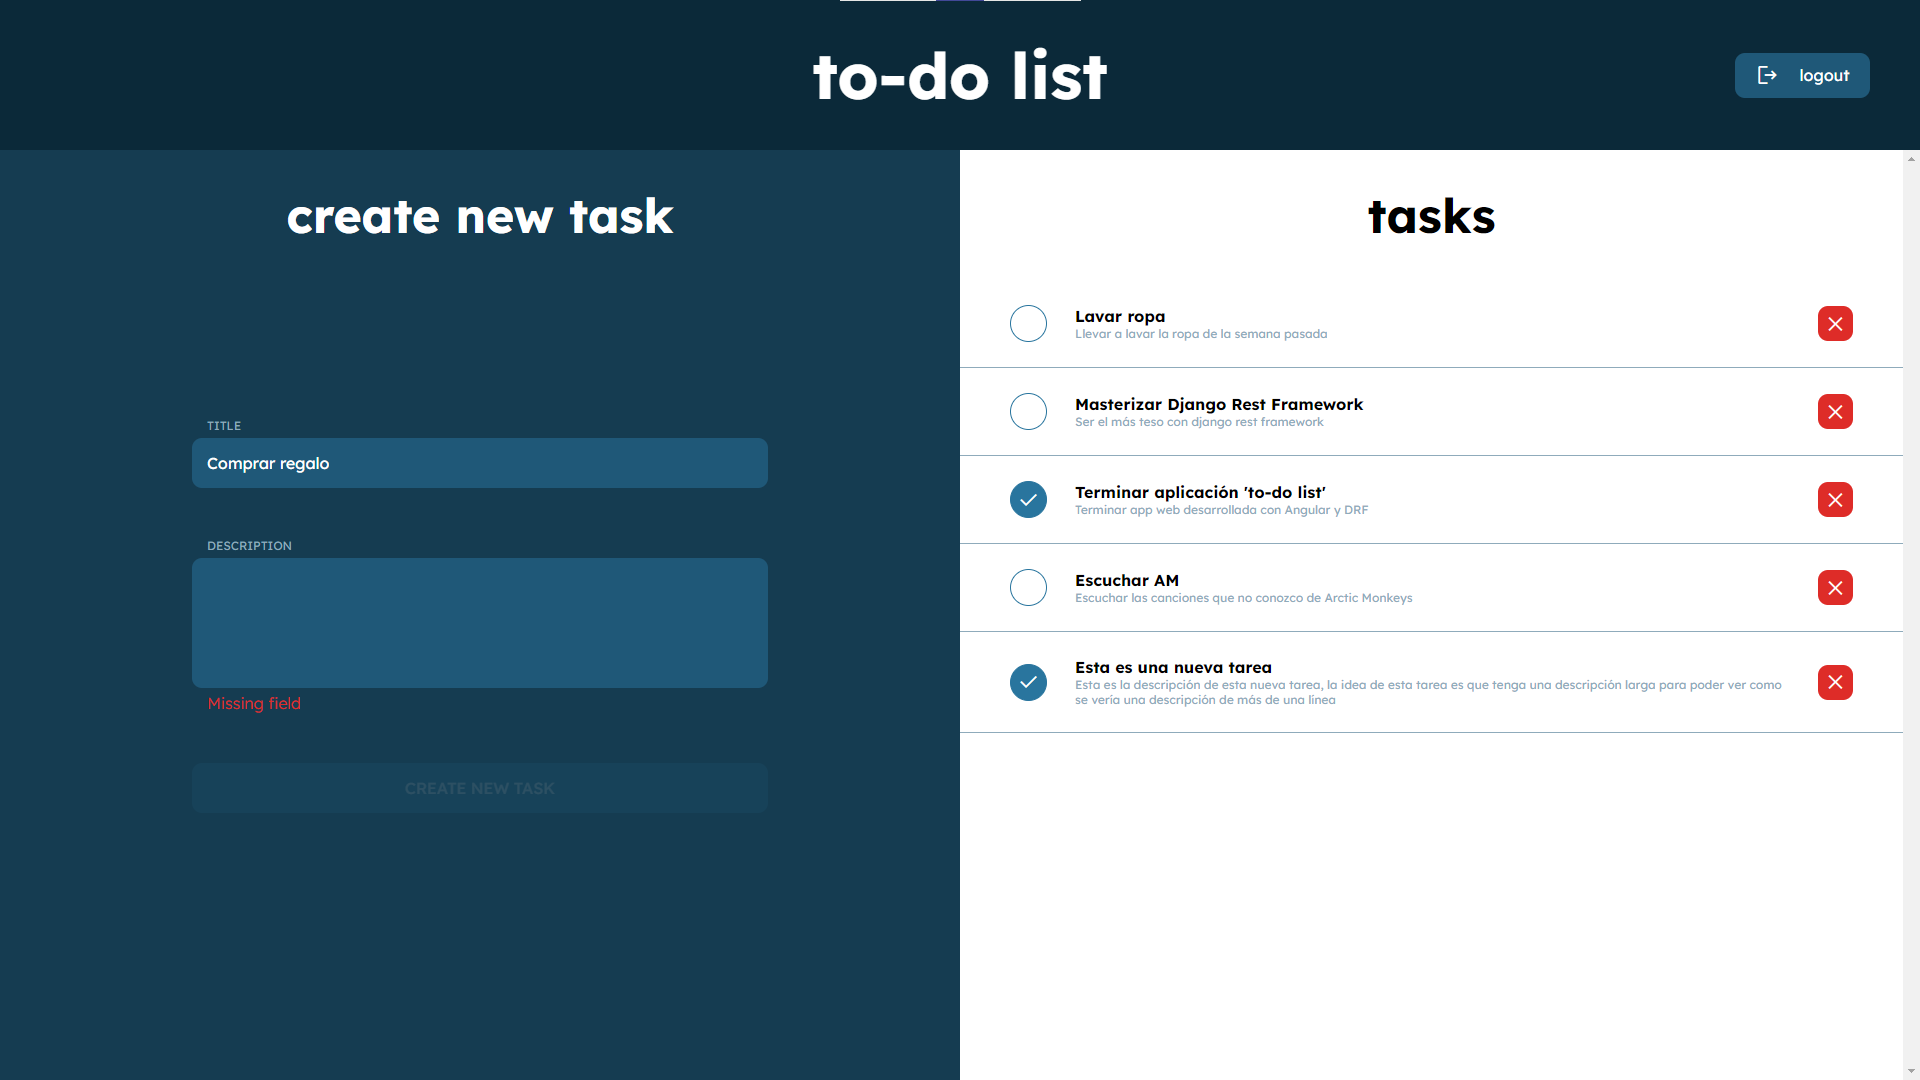 to-do list
logout
create new task
TITLE
Comprar regalo
DESCRIPTION
Missing field
CREATE NEW TASK
tasks
Lavar ropa
Llevar a lavar la ropa de la semana pasada
Masterizar Django Rest Framework
Ser el más teso con django rest framework
Terminar aplicación 'to-do list'
Terminar app web desarrollada con Angular y DRF
Escuchar AM
Escuchar las canciones que no conozco de Arctic Monkeys
Esta es una nueva tarea
Esta es la descripción de esta nueva tarea, la idea de esta tarea es que tenga una descripción larga para poder ver como
se vería una descripción de más de una línea